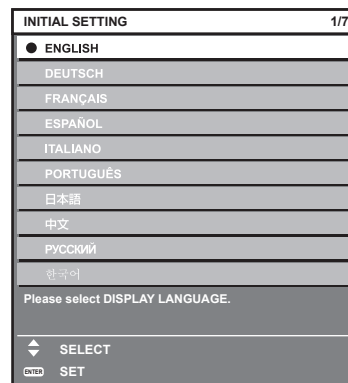 INITIAL SETTING 1/7
ENGLISH
DEUTSCH
FRANÇAIS
ESPAÑOL
ITALIANO
PORTUGUÊS
日本語
中文
РУССКИЙ
한국어
Please select DISPLAY LANGUAGE.
SELECT
ENTER SET